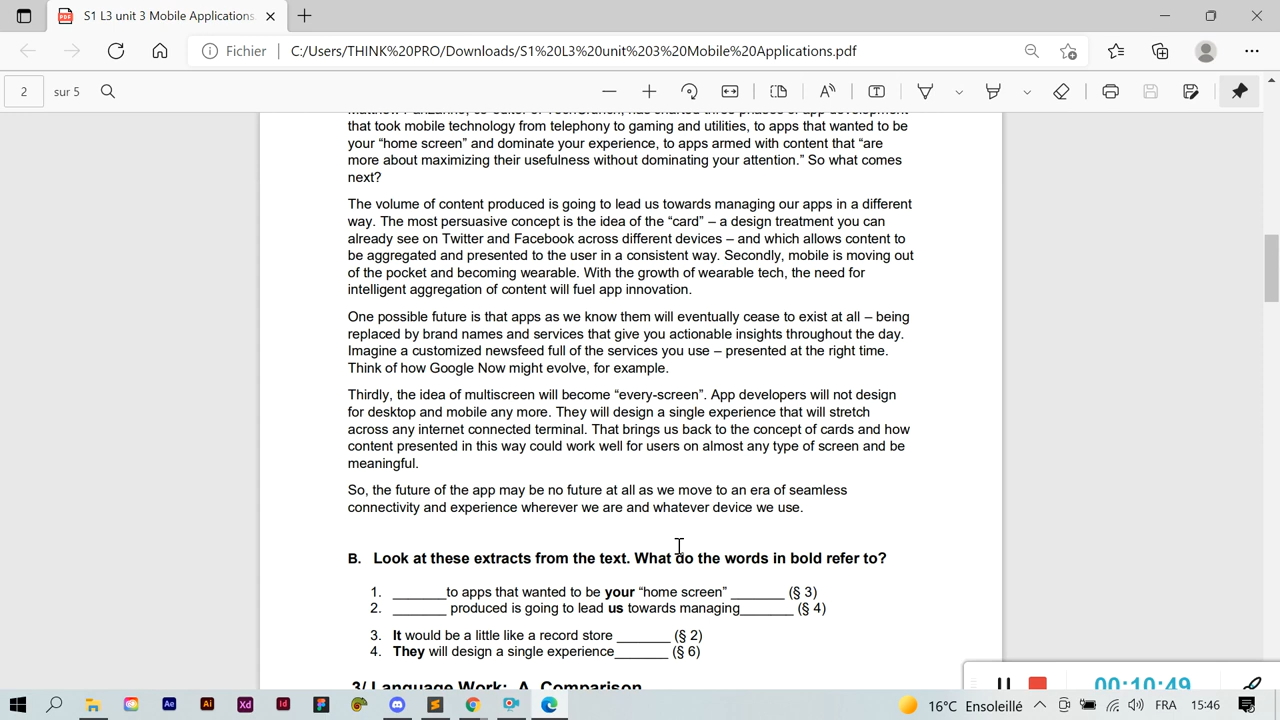 S1 L3 unit 3 Mobile Applications
Fichier C:/Users/THINK%20PRO/Downloads/S1%20L3%20unit%203%20Mobile%20Applications.pdf
2 sur 5
that took mobile technology from telephony to gaming and utilities, to apps that wanted to be
your “home screen” and dominate your experience, to apps armed with content that “are
more about maximizing their usefulness without dominating your attention.” So what comes
next?
The volume of content produced is going to lead us towards managing our apps in a different
way. The most persuasive concept is the idea of the “card” – a design treatment you can
already see on Twitter and Facebook across different devices – and which allows content to
be aggregated and presented to the user in a consistent way. Secondly, mobile is moving out
of the pocket and becoming wearable. With the growth of wearable tech, the need for
intelligent aggregation of content will fuel app innovation.
One possible future is that apps as we know them will eventually cease to exist at all – being
replaced by brand names and services that give you actionable insights throughout the day.
Imagine a customized newsfeed full of the services you use – presented at the right time.
Think of how Google Now might evolve, for example.
Thirdly, the idea of multiscreen will become “every-screen”. App developers will not design
for desktop and mobile any more. They will design a single experience that will stretch
across any internet connected terminal. That brings us back to the concept of cards and how
content presented in this way could work well for users on almost any type of screen and be
meaningful.
So, the future of the app may be no future at all as we move to an era of seamless
connectivity and experience wherever we are and whatever device we use.
B. Look at these extracts from the text. What do the words in bold refer to?
1. _______to apps that wanted to be your “home screen” _______ (§ 3)
2. _______ produced is going to lead us towards managing_______ (§ 4)
3. It would be a little like a record store _______ (§ 2)
4. They will design a single experience_______ (§ 6)
3/ Language Work: A. Comparison
00:10:49
Ae Ai Xd Id 16°C Ensoleillé FRA 15:46